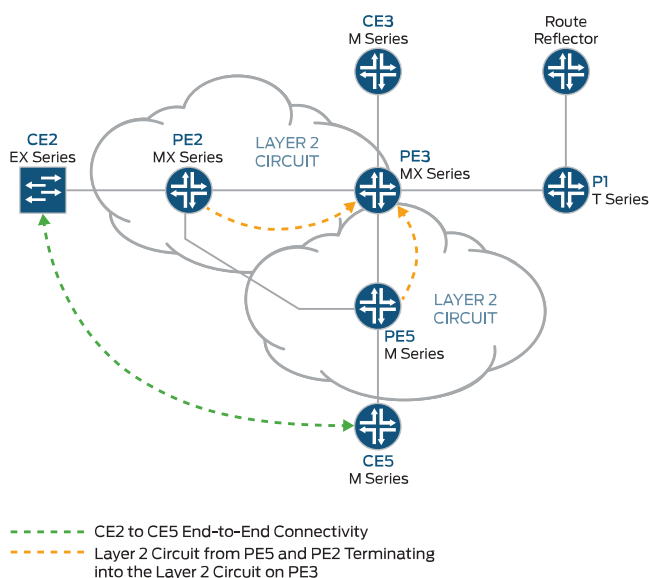 CE3
M Series
Route
Reflector
CE2
EX Series
PE2
MX Series
LAYER 2
CIRCUIT
PE3
MX Series
P1
T Series
LAYER 2
CIRCUIT
PE5
M Series
CE5
M Series
CE2 to CE5 End-to-End Connectivity
Layer 2 Circuit from PE5 and PE2 Terminating
into the Layer 2 Circuit on PE3